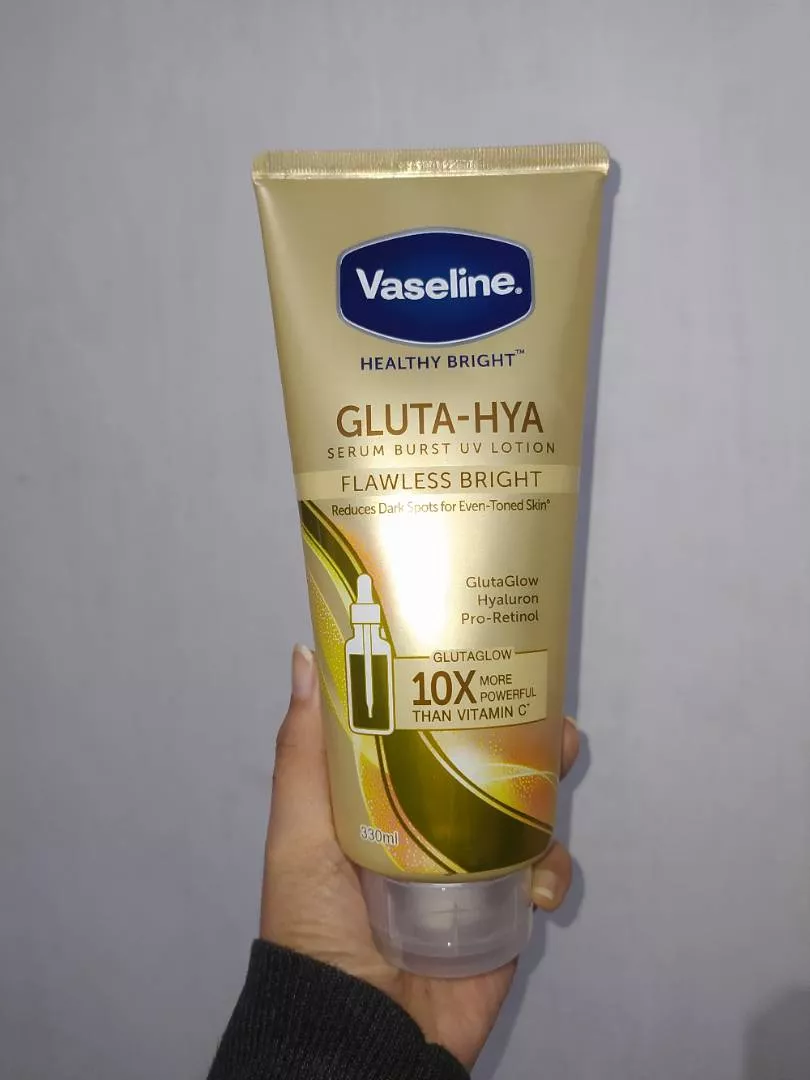 Vaseline.
HEALTHY BRIGHT™
GLUTA-HYA
SERUM BURST UV LOTION
FLAWLESS BRIGHT
Reduces Dark Spots for Even-Toned Skin°
GlutaGlow
Hyaluron
Pro-Retinol
GLUTAGLOW
10X MORE
POWERFUL
THAN VITAMIN C*
330ml